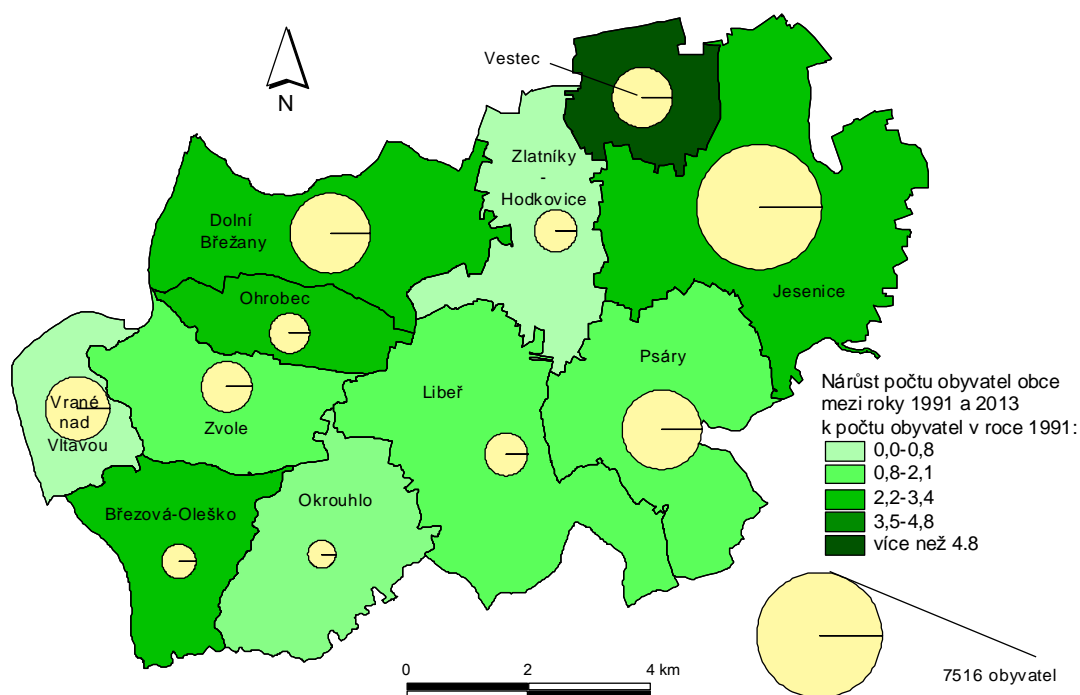 Vestec
N
Zlatníky
-
Hodkovice
Dolní
Břežany
Jesenice
Ohrobec
Psáry
Libeř
Vrané
nad
Vltavou
Zvole
Březová-Oleško
Okrouhlo
Nárůst počtu obyvatel obce
mezi roky 1991 a 2013
k počtu obyvatel v roce 1991:
0,0-0,8
0,8-2,1
2,2-3,4
3,5-4,8
více než 4.8
0 2 4 km
7516 obyvatel